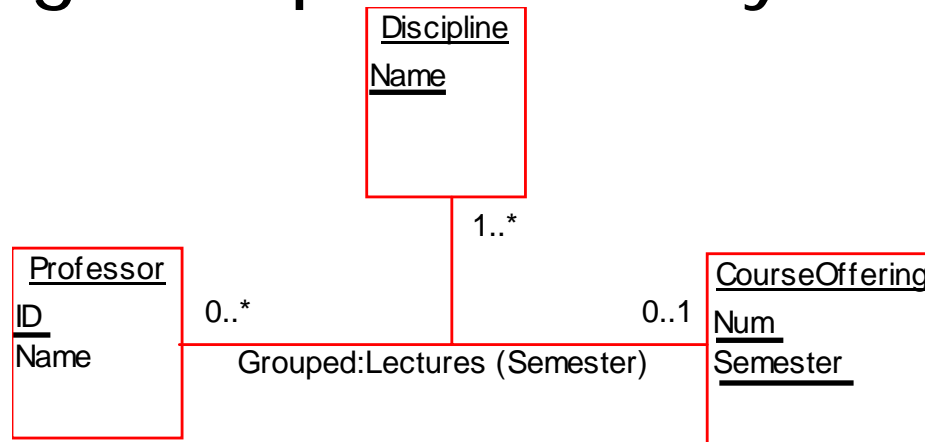 Discipline
Name
1..*
Professor
ID
Name
0..*
0..1
Grouped:Lectures (Semester)
CourseOffering
Num
Semester